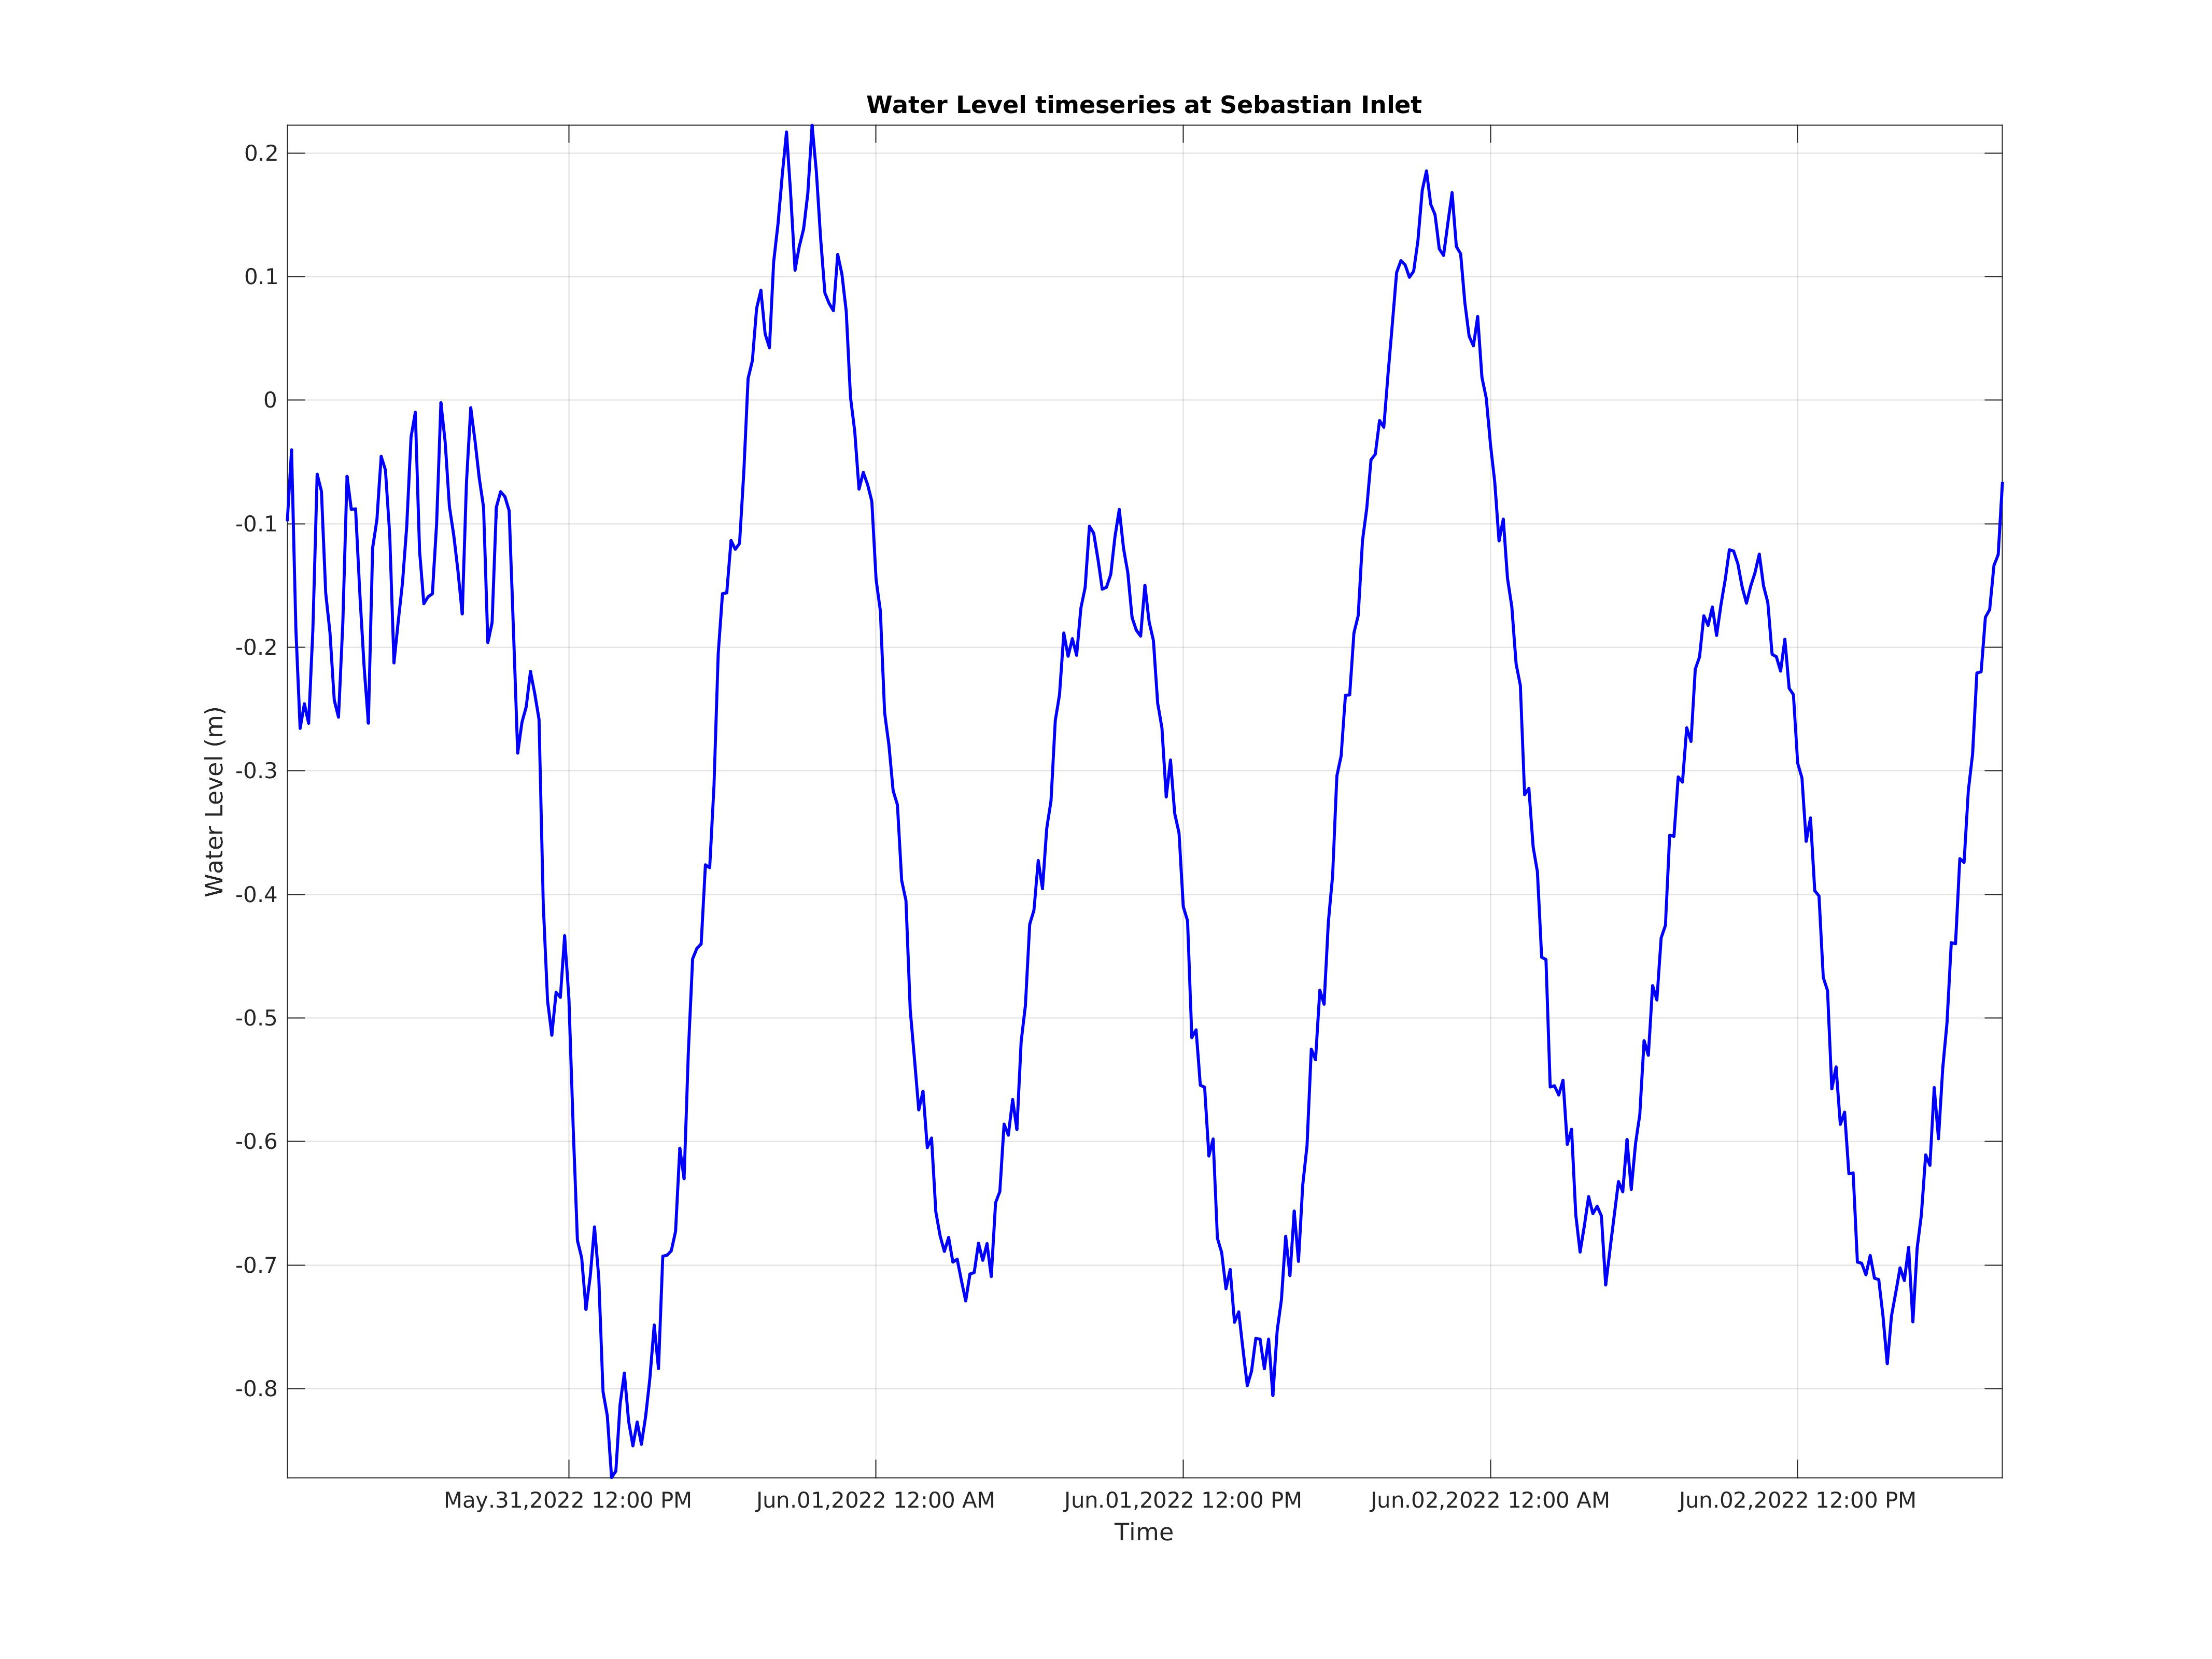 Water Level timeseries at Sebastian Inlet
0.2
0.1
0
-0.1
-0.2
-0.3
-0.4
-0.5
-0.6
-0.7
-0.8
Water Level (m)
May.31,2022 12:00 PM
Jun.01,2022 12:00 AM
Jun.01,2022 12:00 PM
Jun.02,2022 12:00 AM
Jun.02,2022 12:00 PM
Time